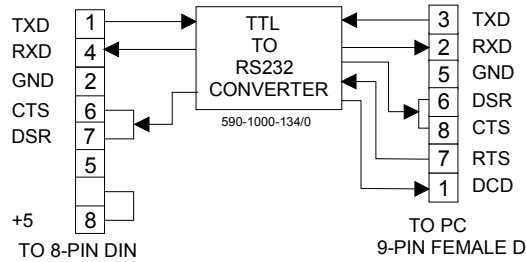 TXD 1
RXD 4
GND 2
CTS 6
DSR 7
5
+5 8
TO 8-PIN DIN
TTL
TO
RS232
CONVERTER
590-1000-134/0
3 TXD
2 RXD
5 GND
6 DSR
8 CTS
7 RTS
1 DCD
TO PC
9-PIN FEMALE D